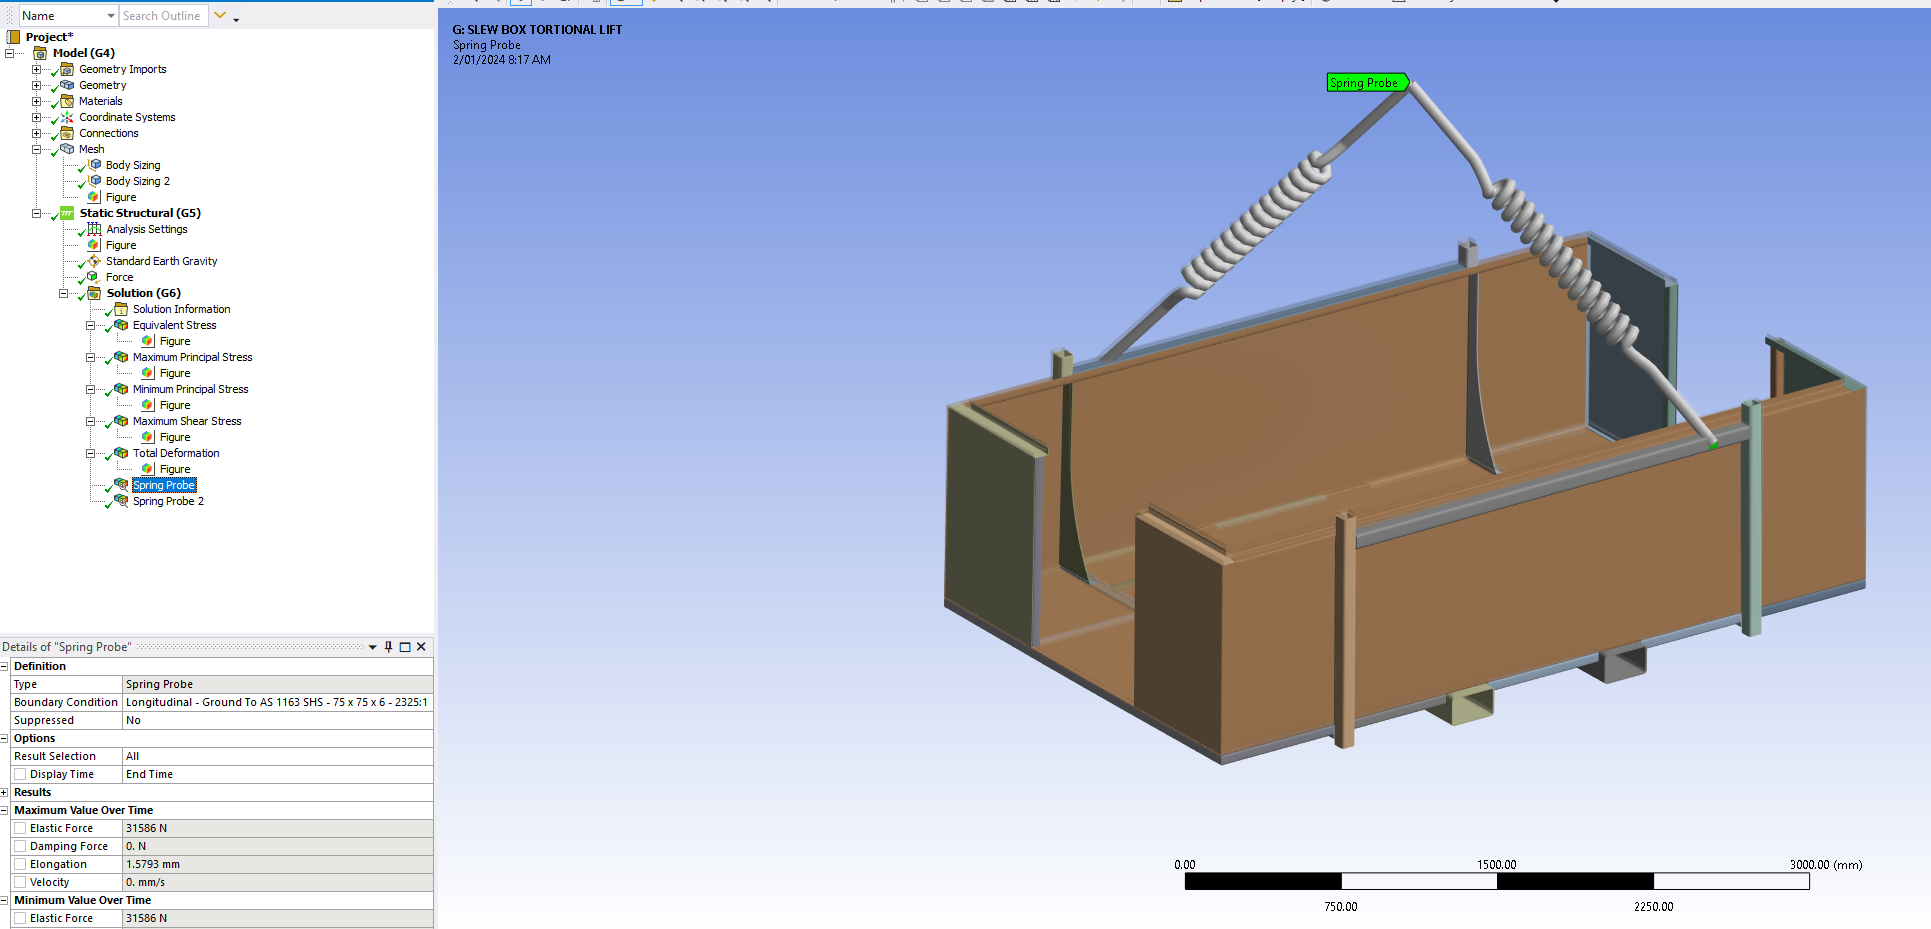 Name
Search Outline
Project*
Model (G4)
Geometry Imports
Geometry
Materials
Coordinate Systems
Connections
Mesh
Body Sizing
Body Sizing 2
Figure
Static Structural (G5)
Analysis Settings
Figure
Standard Earth Gravity
Force
Solution (G6)
Solution Information
Equivalent Stress
Figure
Maximum Principal Stress
Figure
Minimum Principal Stress
Figure
Maximum Shear Stress
Figure
Total Deformation
Figure
Spring Probe
Spring Probe 2
Details of "Spring Probe"
Definition
Type Spring Probe
Boundary Condition Longitudinal - Ground To AS 1163 SHS - 75 x 75 x 6 - 2325:1
Suppressed No
Options
Result Selection All
Display Time End Time
Results
Maximum Value Over Time
Elastic Force 31586 N
Damping Force 0. N
Elongation 1.5793 mm
Velocity 0. mm/s
Minimum Value Over Time
Elastic Force 31586 N
G: SLEW BOX TORTIONAL LIFT
Spring Probe
2/01/2024 8:17 AM
Spring Probe
0.00 1500.00 3000.00 (mm)
750.00 2250.00